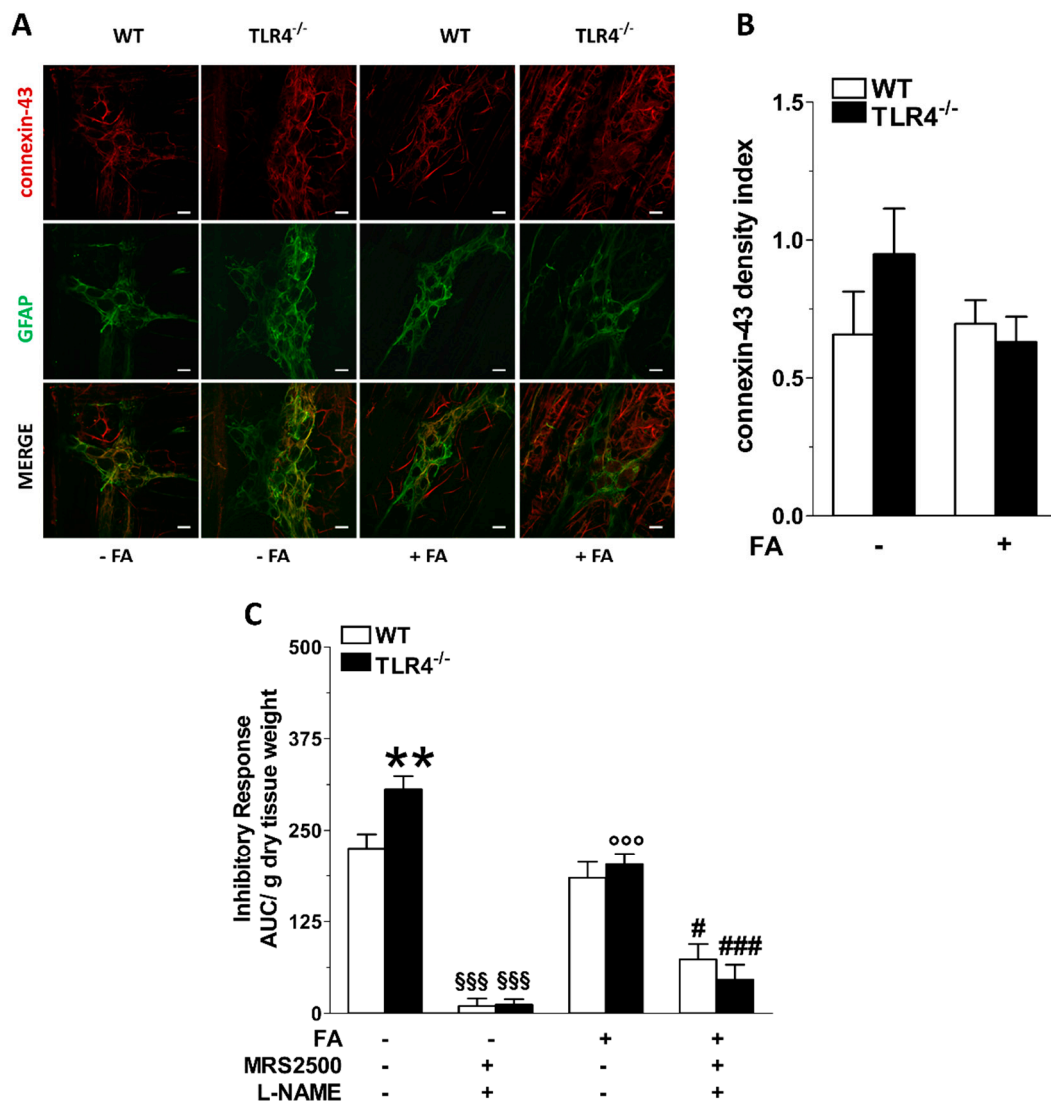 A
WT TLR4-/- WT TLR4-/-
connexin-43
GFAP
MERGE
- FA - FA + FA + FA
B
WT
TLR4-/-
connexin-43 density index
1.5
1.0
0.5
0.0
FA - +
C
WT
TLR4-/-
Inhibitory Response
AUC/ g dry tissue weight
500
375
250
125
0
**
§§§ §§§
°°°
# ###
FA - - + +
MRS2500 - + - +
L-NAME - + - +